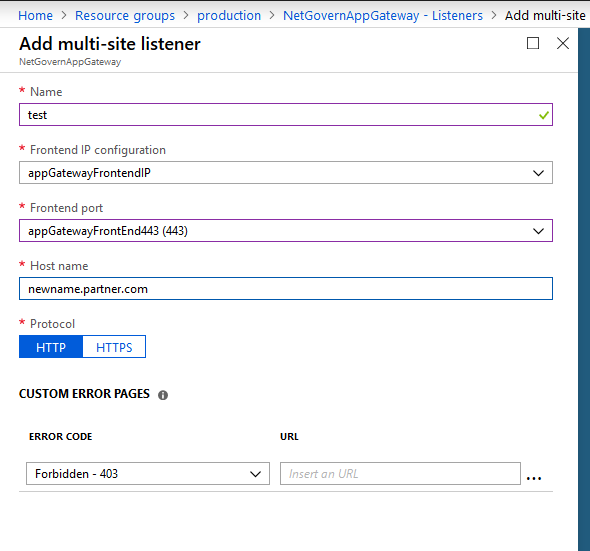 Home > Resource groups > production > NetGovernAppGateway - Listeners > Add multi-site
Add multi-site listener
NetGovernAppGateway
* Name
test
* Frontend IP configuration
appGatewayFrontendIP
* Frontend port
appGatewayFrontEnd443 (443)
* Host name
newname.partner.com
* Protocol
HTTP HTTPS
CUSTOM ERROR PAGES
ERROR CODE URL
Forbidden - 403 Insert an URL ...